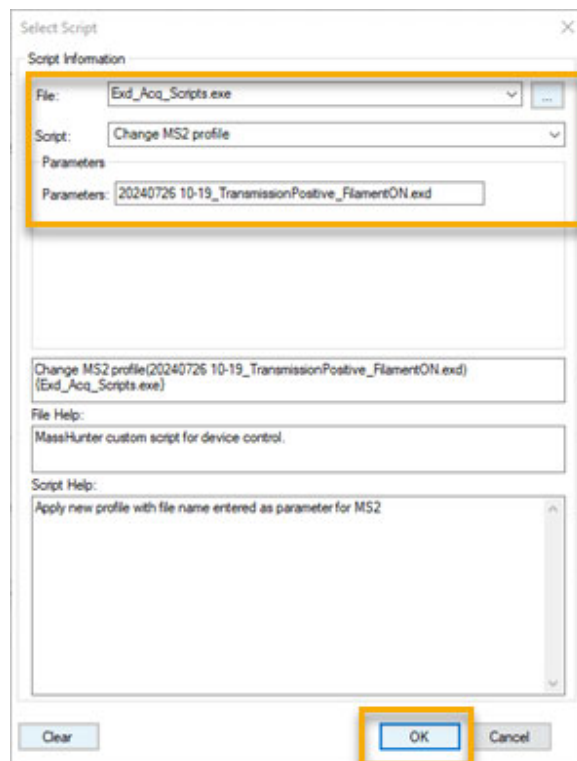 Select Script
Script Information
File: Exd_Acq_Scripts.exe ...
Script: Change MS2 profile
Parameters
Parameters: 20240726 10-19_TransmissionPositive_FilamentON.exd
Change MS2 profile(20240726 10-19_TransmissionPositive_FilamentON.exd)
{Exd_Acq_Scripts.exe}
File Help:
MassHunter custom script for device control.
Script Help:
Apply new profile with file name entered as parameter for MS2
Clear OK Cancel